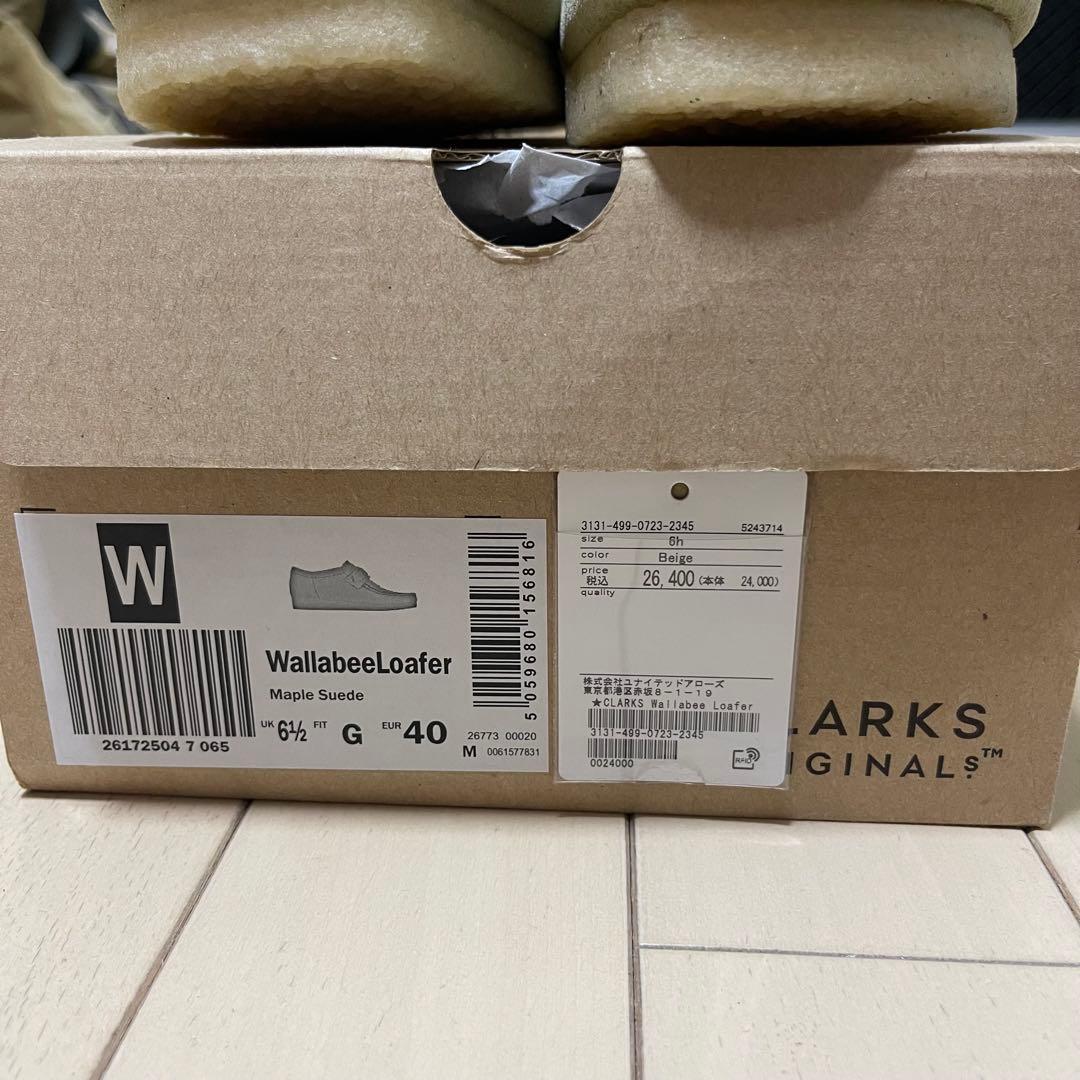 W
WallabeeLoafer
Maple Suede
UK 6½ FIT G EUR 40
26172504 7 065
5 059680 156816
26773 00020
M 0061577831
3131-499-0723-2345 5243714
size 6h
color Beige
price
税込 26,400 (本体 24,000)
quality
株式会社ユナイテッドアローズ
東京都港区赤坂8-1-19
★CLARKS Wallabee Loafer
3131-499-0723-2345
0024000
RFID
LARKS
IGINALS™